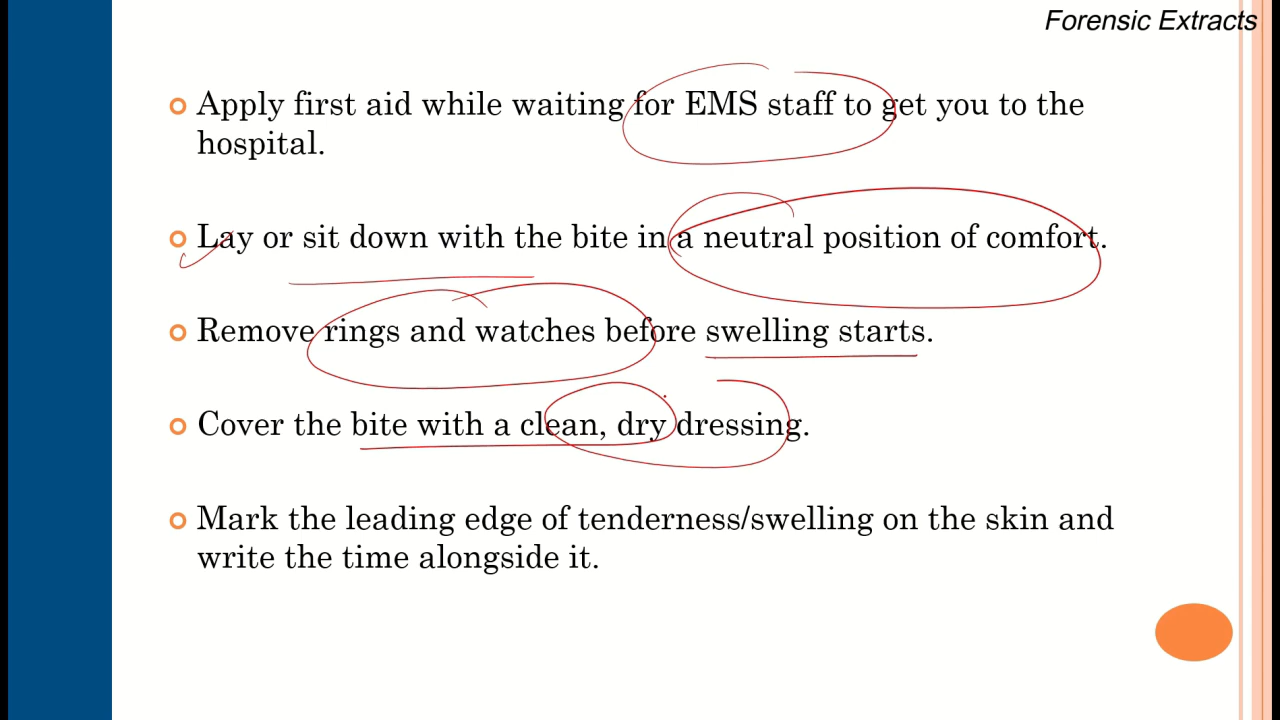 Forensic Extracts
Apply first aid while waiting for EMS staff to get you to the
hospital.
Lay or sit down with the bite in a neutral position of comfort.
Remove rings and watches before swelling starts.
Cover the bite with a clean, dry dressing.
Mark the leading edge of tenderness/swelling on the skin and
write the time alongside it.